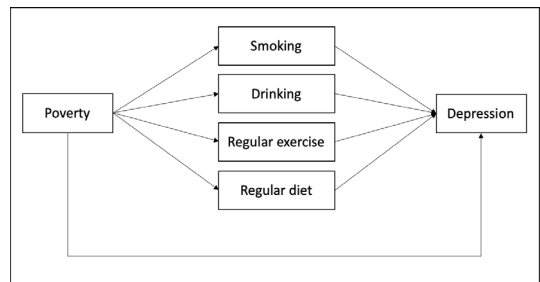 Smoking
Drinking
Poverty
Depression
Regular exercise
Regular diet